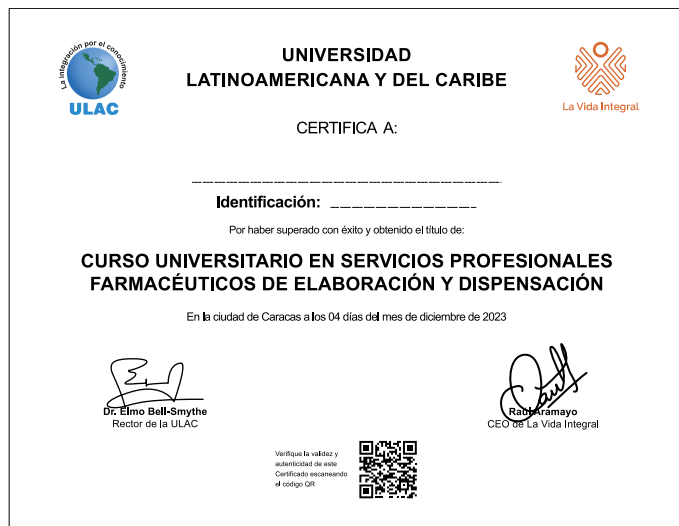 La integración por el conocimiento
ULAC
UNIVERSIDAD
LATINOAMERICANA Y DEL CARIBE
La Vida Integral
CERTIFICA A:
Identificación:
Por haber superado con éxito y obtenido el título de:
CURSO UNIVERSITARIO EN SERVICIOS PROFESIONALES
FARMACÉUTICOS DE ELABORACIÓN Y DISPENSACIÓN
En la ciudad de Caracas a los 04 días del mes de diciembre de 2023
Dr. Elmo Bell-Smythe
Rector de la ULAC
Raúl Aramayo
CEO de La Vida Integral
Verifique la validez y
autenticidad de este
Certificado escaneando
el código QR